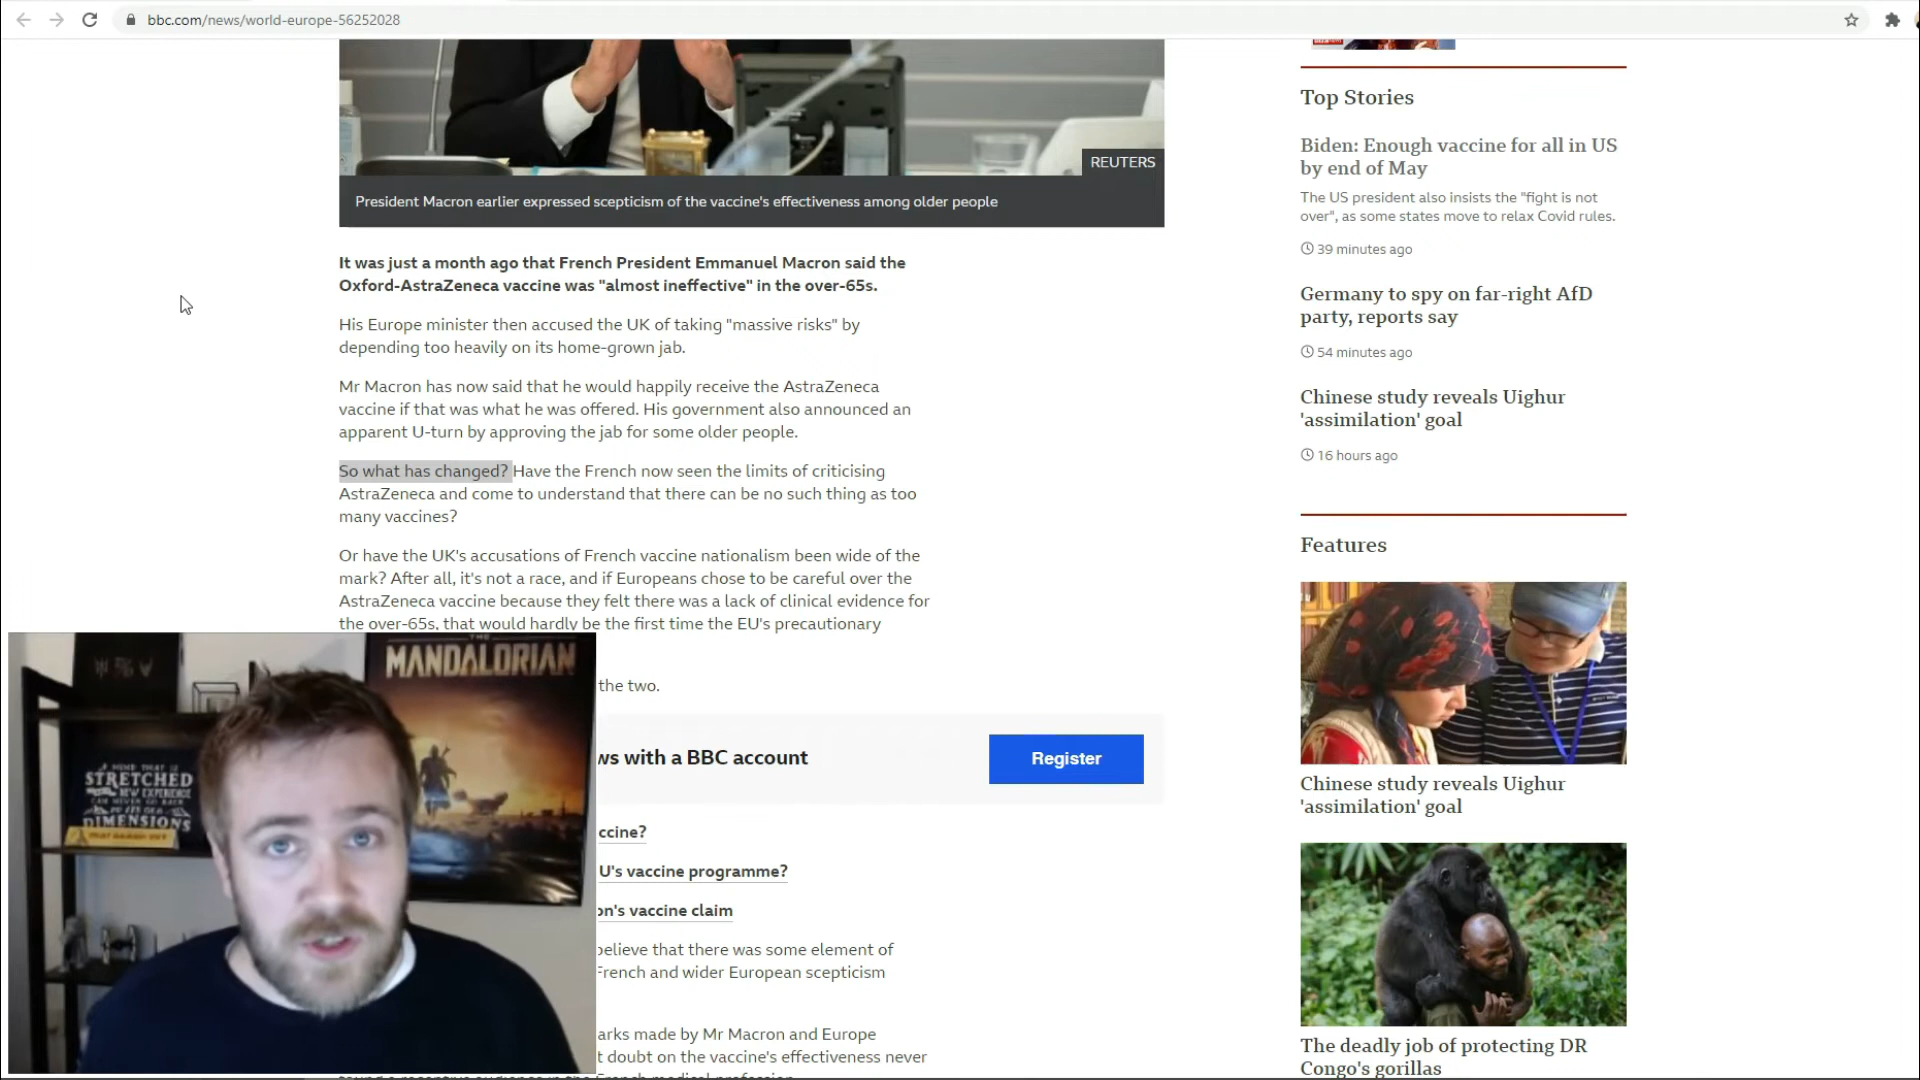 bbc.com/news/world-europe-56252028
REUTERS
President Macron earlier expressed scepticism of the vaccine's effectiveness among older people
It was just a month ago that French President Emmanuel Macron said the
Oxford-AstraZeneca vaccine was "almost ineffective" in the over-65s.
His Europe minister then accused the UK of taking "massive risks" by
depending too heavily on its home-grown jab.
Mr Macron has now said that he would happily receive the AstraZeneca
vaccine if that was what he was offered. His government also announced an
apparent U-turn by approving the jab for some older people.
So what has changed? Have the French now seen the limits of criticising
AstraZeneca and come to understand that there can be no such thing as too
many vaccines?
Or have the UK's accusations of French vaccine nationalism been wide of the
mark? After all, it's not a race, and if Europeans chose to be careful over the
AstraZeneca vaccine because they felt there was a lack of clinical evidence for
the over-65s, that would hardly be the first time the EU's precautionary
the two.
ws with a BBC account
Register
ccine?
U's vaccine programme?
on's vaccine claim
believe that there was some element of
French and wider European scepticism
arks made by Mr Macron and Europe
t doubt on the vaccine's effectiveness never
Top Stories
Biden: Enough vaccine for all in US
by end of May
The US president also insists the "fight is not
over", as some states move to relax Covid rules.
39 minutes ago
Germany to spy on far-right AfD
party, reports say
54 minutes ago
Chinese study reveals Uighur
'assimilation' goal
16 hours ago
Features
Chinese study reveals Uighur
'assimilation' goal
The deadly job of protecting DR
Congo's gorillas
THE
MANDALORIAN
A MIND THAT IS
STRETCHED
BY A NEW EXPERIENCE
CAN NEVER GO BACK
DIMENSIONS